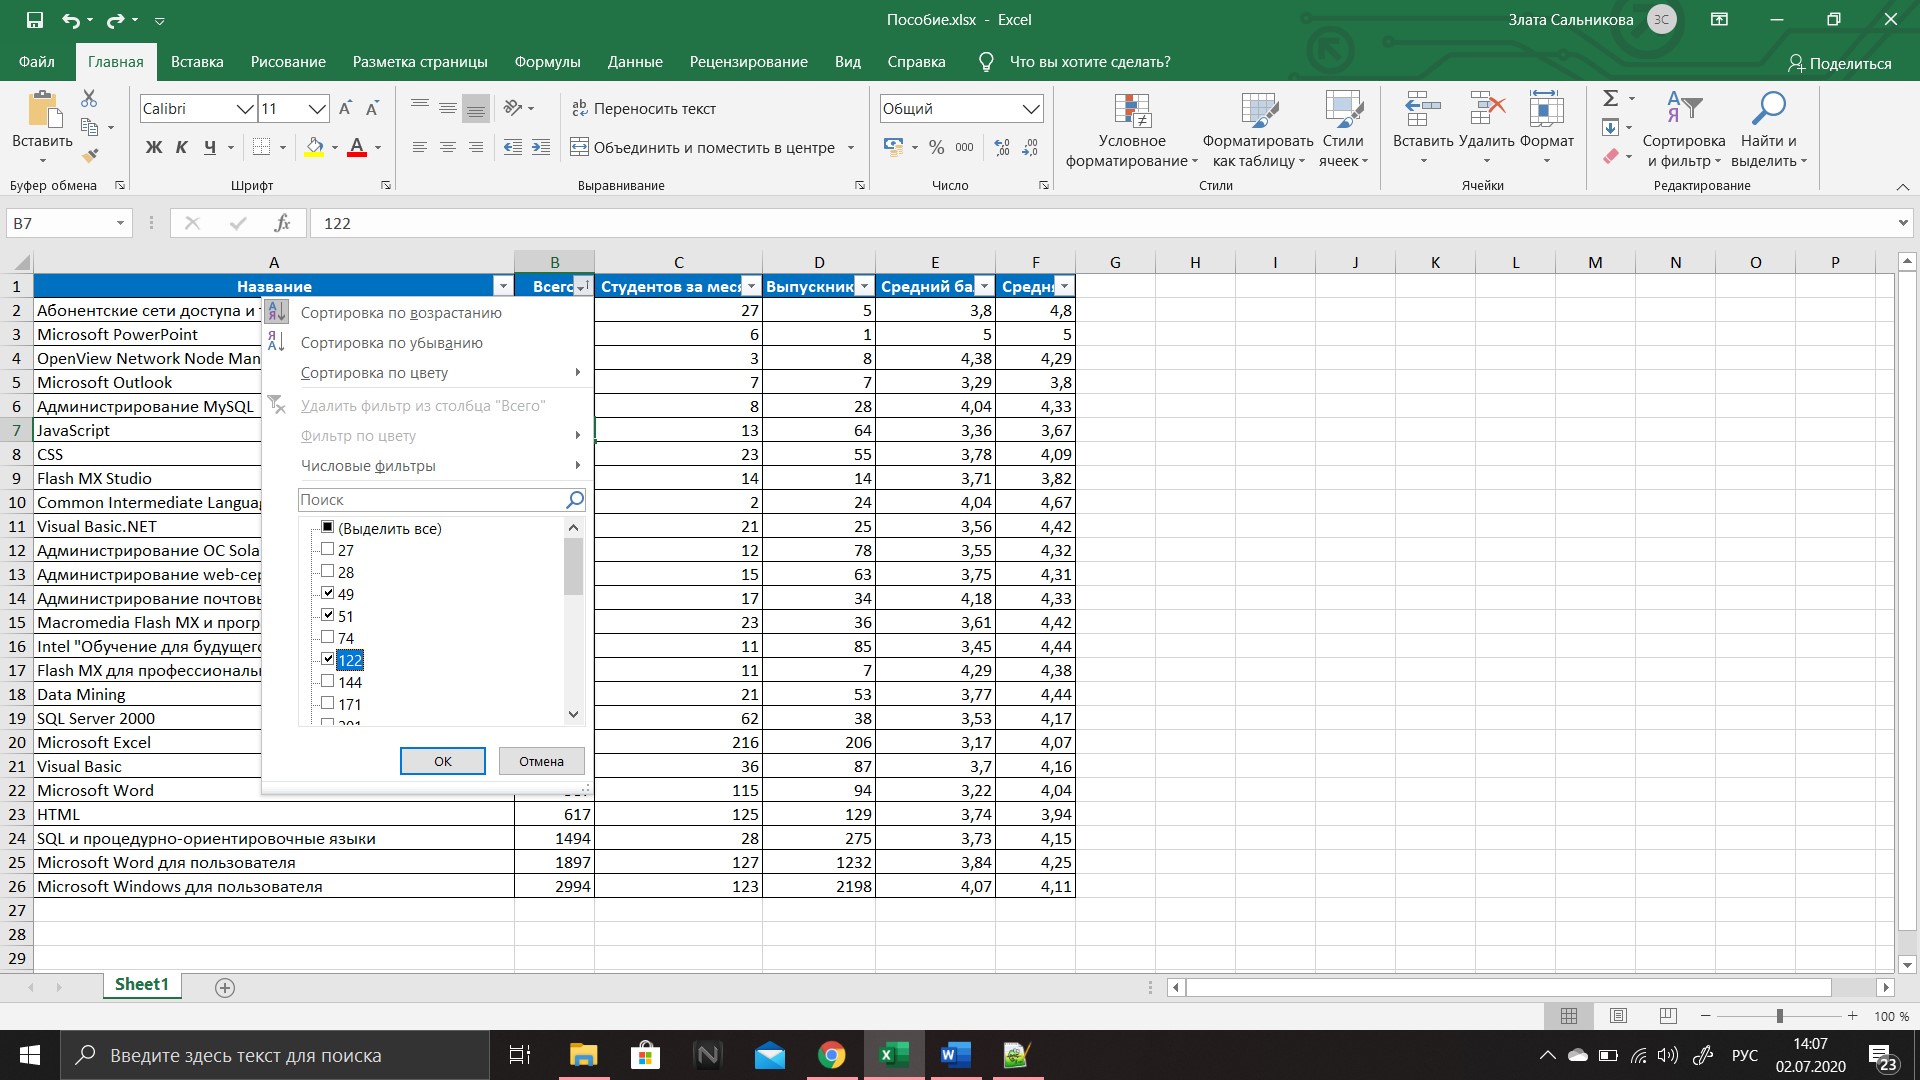 Пособие.xlsx - Excel
Злата Сальникова
ЗС
Файл Главная Вставка Рисование Разметка страницы Формулы Данные Рецензирование Вид Справка Что вы хотите сделать? Поделиться
Вставить
Буфер обмена
Calibri 11
Ж К Ч
Шрифт
Переносить текст
Объединить и поместить в центре
Выравнивание
Общий
% 000
Число
Условное форматирование
Форматировать как таблицу
Стили ячеек
Стили
Вставить Удалить Формат
Ячейки
Сортировка и фильтр
Найти и выделить
Редактирование
B7 fx 122
A B C D E F G H I J K L M N O P
1 Название Всего Студентов за меся Выпускник Средний ба Средня
2 Абонентские сети доступа и 27 5 3,8 4,8
3 Microsoft PowerPoint 6 1 5 5
4 OpenView Network Node Man 3 8 4,38 4,29
5 Microsoft Outlook 7 7 3,29 3,8
6 Администрирование MySQL 8 28 4,04 4,33
7 JavaScript 13 64 3,36 3,67
8 CSS 23 55 3,78 4,09
9 Flash MX Studio 14 14 3,71 3,82
10 Common Intermediate Langua 2 24 4,04 4,67
11 Visual Basic.NET 21 25 3,56 4,42
12 Администрирование ОС Sola 12 78 3,55 4,32
13 Администрирование web-сер 15 63 3,75 4,31
14 Администрирование почтовы 17 34 4,18 4,33
15 Macromedia Flash MX и прогр 23 36 3,61 4,42
16 Intel "Обучение для будущего 11 85 3,45 4,44
17 Flash MX для профессиональ 11 7 4,29 4,38
18 Data Mining 21 53 3,77 4,44
19 SQL Server 2000 62 38 3,53 4,17
20 Microsoft Excel 216 206 3,17 4,07
21 Visual Basic 36 87 3,7 4,16
22 Microsoft Word 115 94 3,22 4,04
23 HTML 617 125 129 3,74 3,94
24 SQL и процедурно-ориентировочные языки 1494 28 275 3,73 4,15
25 Microsoft Word для пользователя 1897 127 1232 3,84 4,25
26 Microsoft Windows для пользователя 2994 123 2198 4,07 4,11
27
28
29
Сортировка по возрастанию
Сортировка по убыванию
Сортировка по цвету
Удалить фильтр из столбца "Всего"
Фильтр по цвету
Числовые фильтры
Поиск
(Выделить все)
27
28
49
51
74
122
144
171
ОК Отмена
Sheet1
100 %
Введите здесь текст для поиска
РУС
14:07
02.07.2020
23